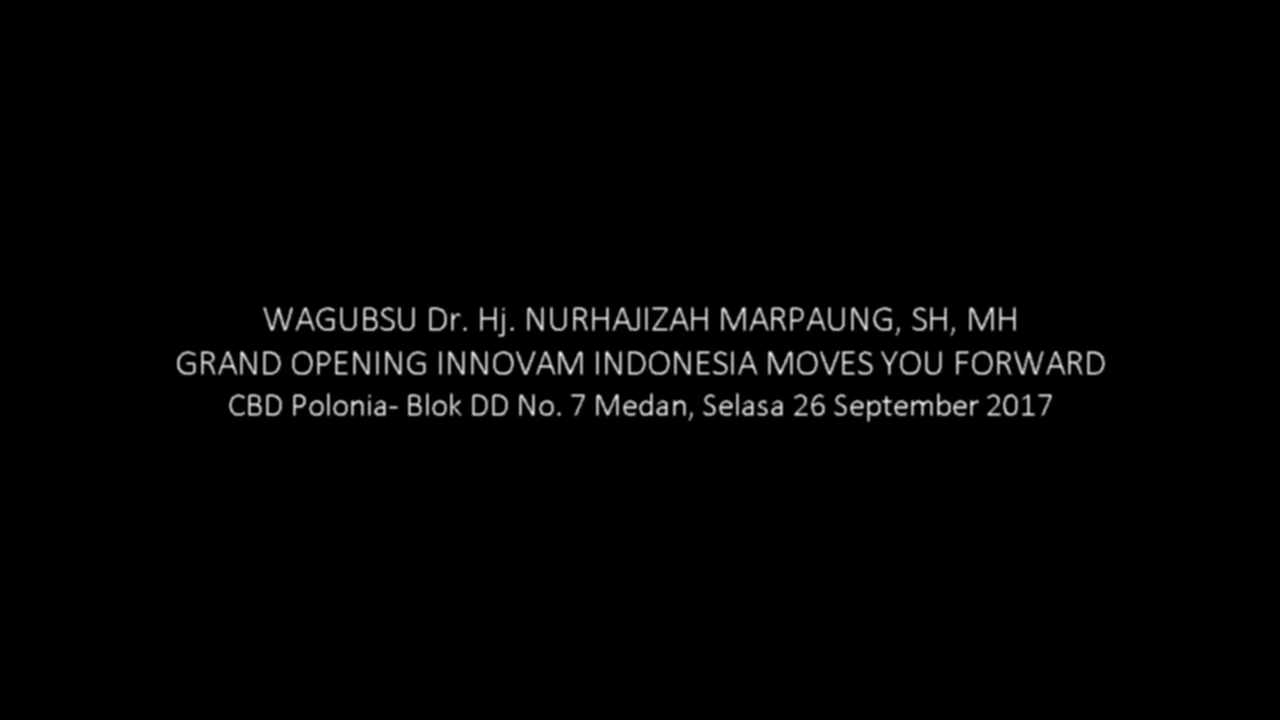 WAGUBSU Dr. Hj. NURHAJIZAH MARPAUNG, SH, MH
GRAND OPENING INNOVAM INDONESIA MOVES YOU FORWARD
CBD Polonia- Blok DD No. 7 Medan, Selasa 26 September 2017